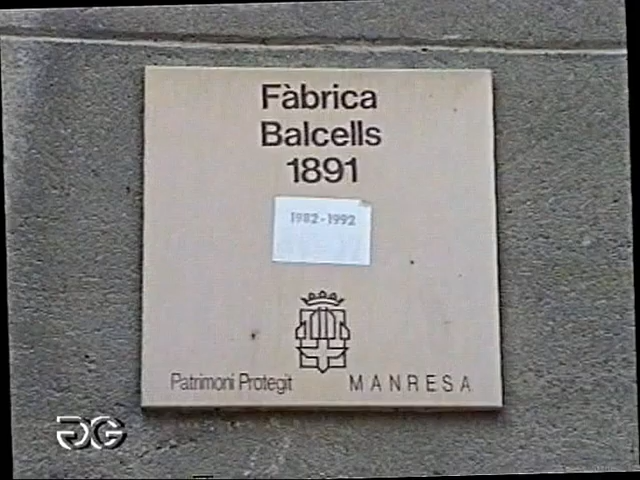 Fàbrica
Balcells
1891
1982-1992
Patrimoni Protegit MANRESA